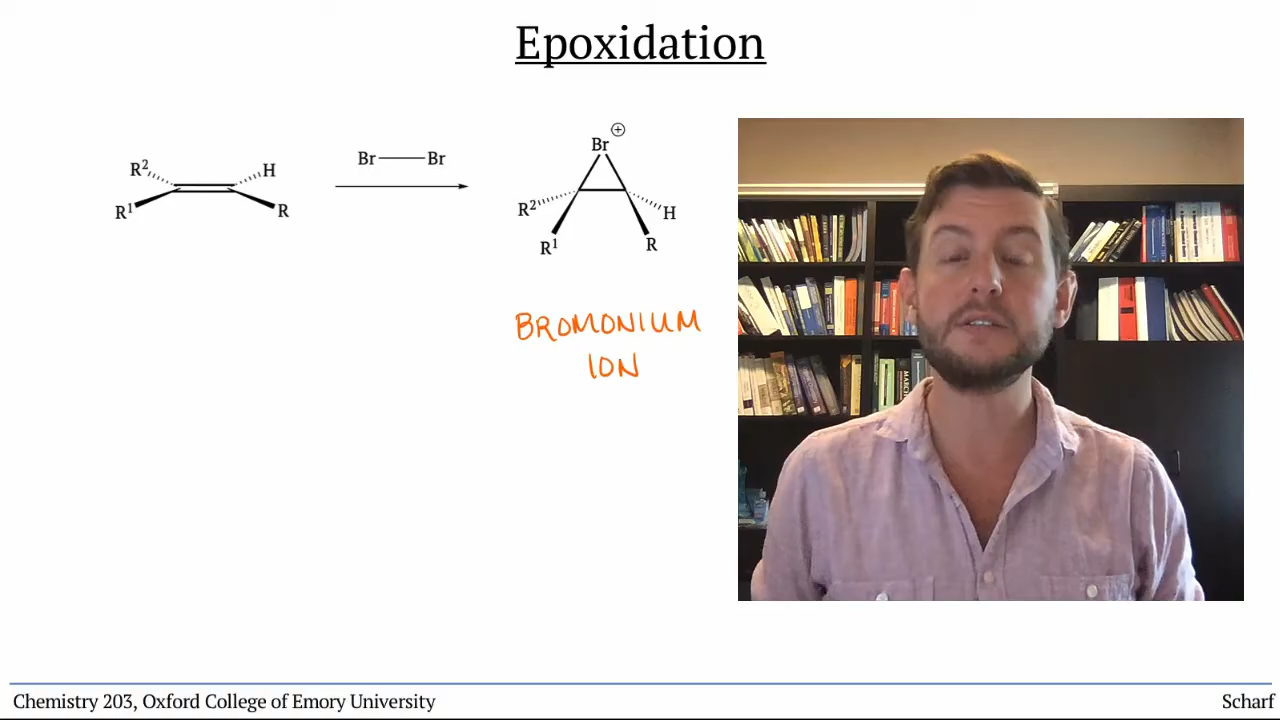 Epoxidation
Br Br
R² H
R¹ R
Br ⊕
R² H
R¹ R
BROMONIUM
ION
Chemistry 203, Oxford College of Emory University
Scharf